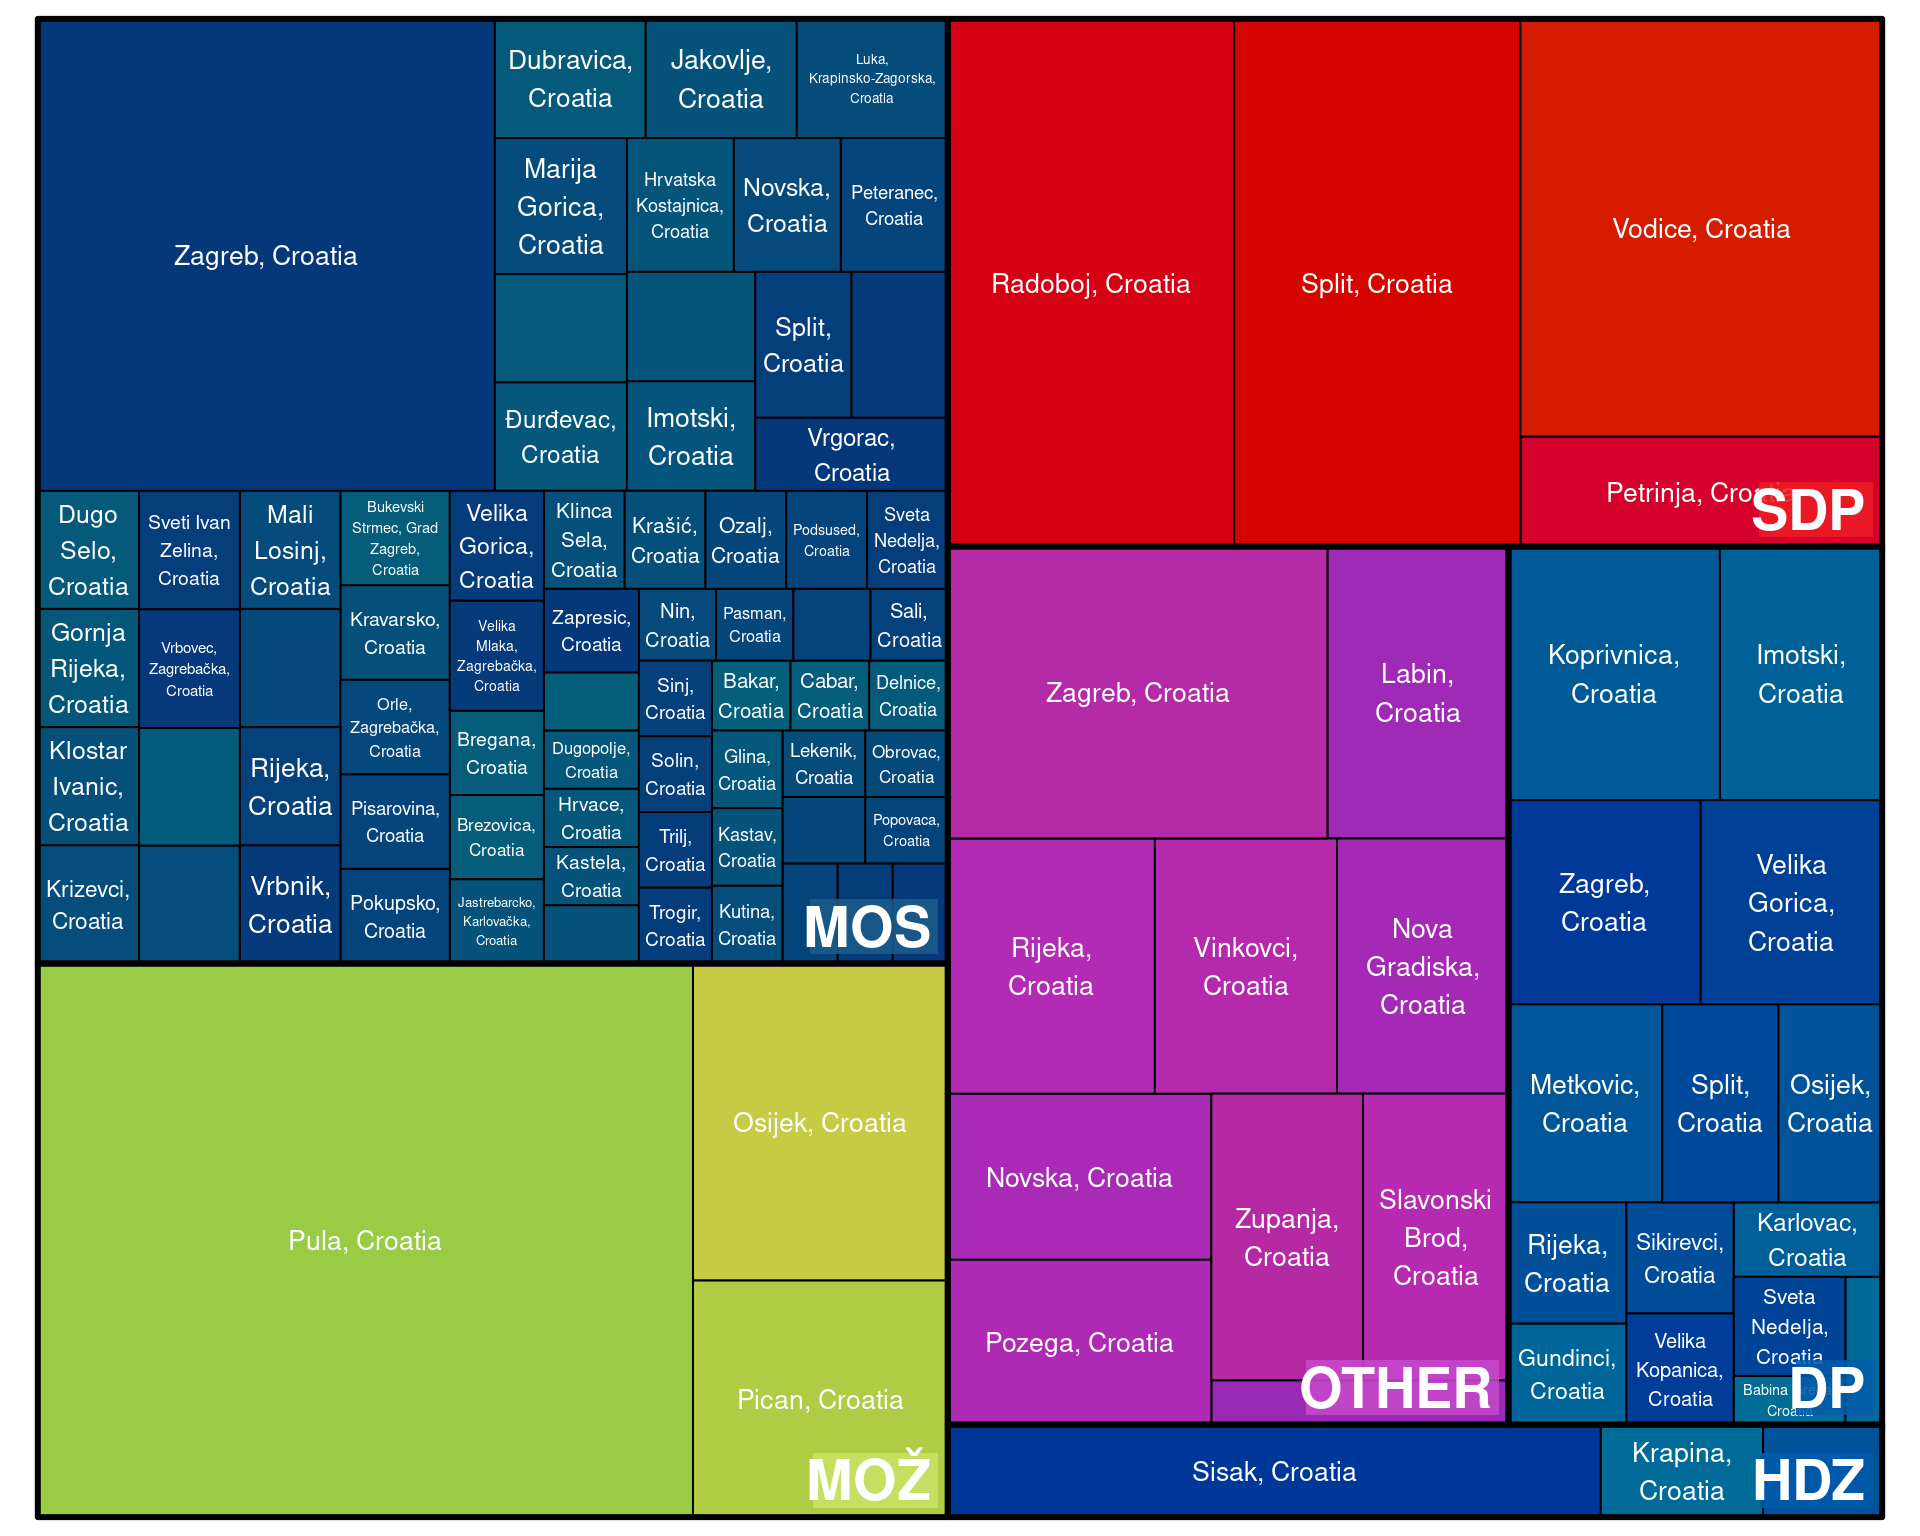 Zagreb, Croatia
Dubravica,
Croatia
Jakovlje,
Croatia
Luka,
Krapinsko-Zagorska,
Croatia
Marija
Gorica,
Croatia
Hrvatska
Kostajnica,
Croatia
Novska,
Croatia
Peteranec,
Croatia
Split,
Croatia
Đurđevac,
Croatia
Imotski,
Croatia
Vrgorac,
Croatia
Dugo
Selo,
Croatia
Sveti Ivan
Zelina,
Croatia
Mali
Losinj,
Croatia
Bukevski
Strmec, Grad
Zagreb,
Croatia
Velika
Gorica,
Croatia
Klinca
Sela,
Croatia
Krašić,
Croatia
Ozalj,
Croatia
Podsused,
Croatia
Sveta
Nedelja,
Croatia
Gornja
Rijeka,
Croatia
Vrbovec,
Zagrebačka,
Croatia
Kravarsko,
Croatia
Velika
Mlaka,
Zagrebačka,
Croatia
Zapresic,
Croatia
Nin,
Croatia
Pasman,
Croatia
Sali,
Croatia
Orle,
Zagrebačka,
Croatia
Sinj,
Croatia
Bakar,
Croatia
Cabar,
Croatia
Delnice,
Croatia
Klostar
Ivanic,
Croatia
Rijeka,
Croatia
Pisarovina,
Croatia
Bregana,
Croatia
Dugopolje,
Croatia
Solin,
Croatia
Glina,
Croatia
Lekenik,
Croatia
Obrovac,
Croatia
Brezovica,
Croatia
Hrvace,
Croatia
Trilj,
Croatia
Kastav,
Croatia
Popovaca,
Croatia
Krizevci,
Croatia
Vrbnik,
Croatia
Pokupsko,
Croatia
Jastrebarcko,
Karlovačka,
Croatia
Kastela,
Croatia
Trogir,
Croatia
Kutina,
Croatia
MOS
Pula, Croatia
Osijek, Croatia
Pican, Croatia
MOŽ
Radoboj, Croatia
Split, Croatia
Vodice, Croatia
Petrinja, Croatia
SDP
Zagreb, Croatia
Labin,
Croatia
Rijeka,
Croatia
Vinkovci,
Croatia
Nova
Gradiska,
Croatia
Novska, Croatia
Pozega, Croatia
Zupanja,
Croatia
Slavonski
Brod,
Croatia
OTHER
Koprivnica,
Croatia
Imotski,
Croatia
Zagreb,
Croatia
Velika
Gorica,
Croatia
Metkovic,
Croatia
Split,
Croatia
Osijek,
Croatia
Rijeka,
Croatia
Sikirevci,
Croatia
Karlovac,
Croatia
Gundinci,
Croatia
Velika
Kopanica,
Croatia
Sveta
Nedelja,
Croatia
Babina
Croatia
DP
Sisak, Croatia
Krapina,
Croatia
HDZ